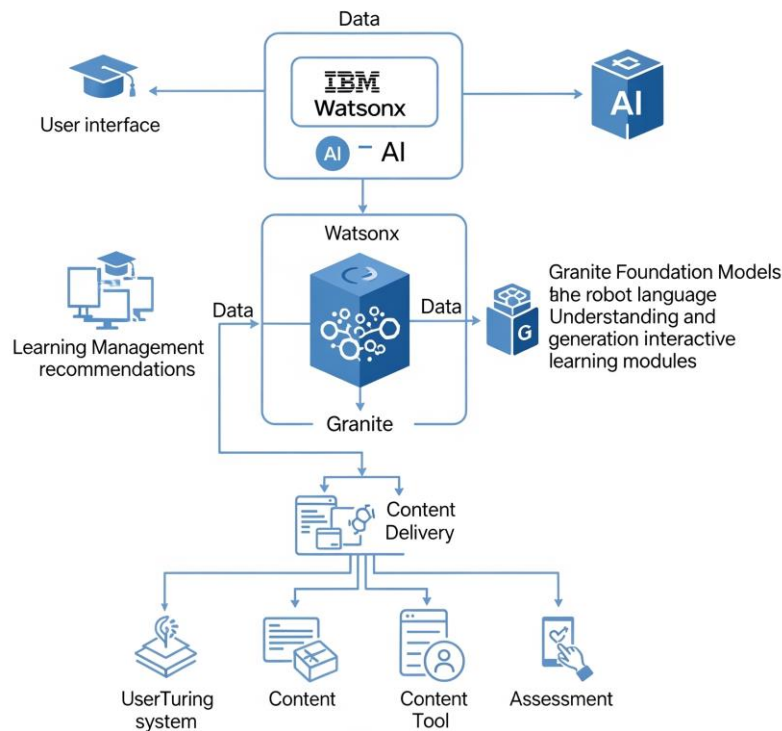 Data
IBM
Watsonx
AI – AI
User interface
AI
Watsonx
Data
Data
Granite
Learning Management
recommendations
Granite Foundation Models
the robot language
Understanding and
generation interactive
learning modules
G
Content
Delivery
UserTuring
system
Content
Content
Tool
Assessment